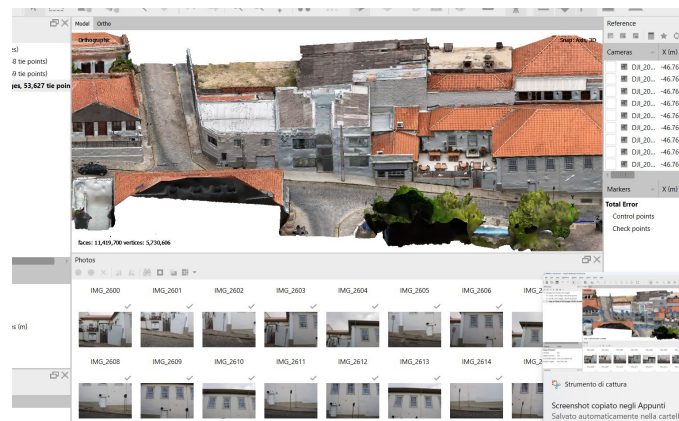 Model Ortho
Orthographic
Snap: Axis, 3D
es)
8 tie points)
9 tie points)
ges, 53,627 tie poin
faces: 11,419,700 vertices: 5,730,606
Reference
Cameras X (m)
DJI_20... -46.76
DJI_20... -46.76
DJI_20... -46.76
DJI_20... -46.76
DJI_20... -46.76
DJI_20... -46.76
DJI_20... -46.76
DJI_20... -46.76
Markers X (m)
Total Error
Control points
Check points
s (m)
Photos
IMG_2600 IMG_2601 IMG_2602 IMG_2603 IMG_2604 IMG_2605 IMG_2606 IM
IMG_2608 IMG_2609 IMG_2610 IMG_2611 IMG_2612 IMG_2613 IMG_2614 IM
Strumento di cattura
Screenshot copiato negli Appunti
Salvato automaticamente nella cartell